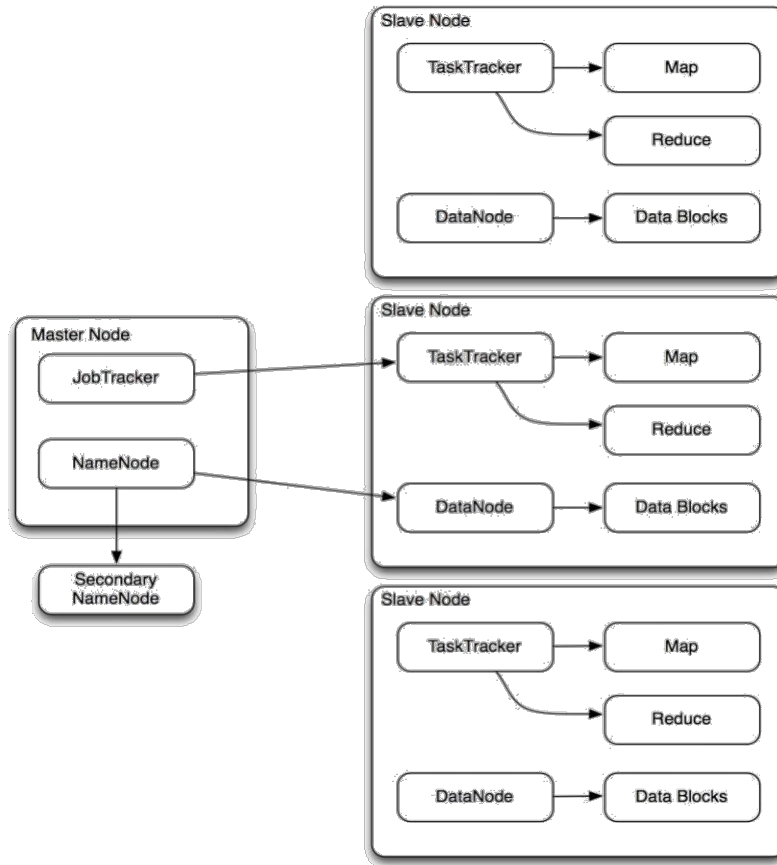 Slave Node
TaskTracker
Map
Reduce
DataNode
Data Blocks
Master Node
JobTracker
NameNode
Secondary
NameNode
Slave Node
TaskTracker
Map
Reduce
DataNode
Data Blocks
Slave Node
TaskTracker
Map
Reduce
DataNode
Data Blocks